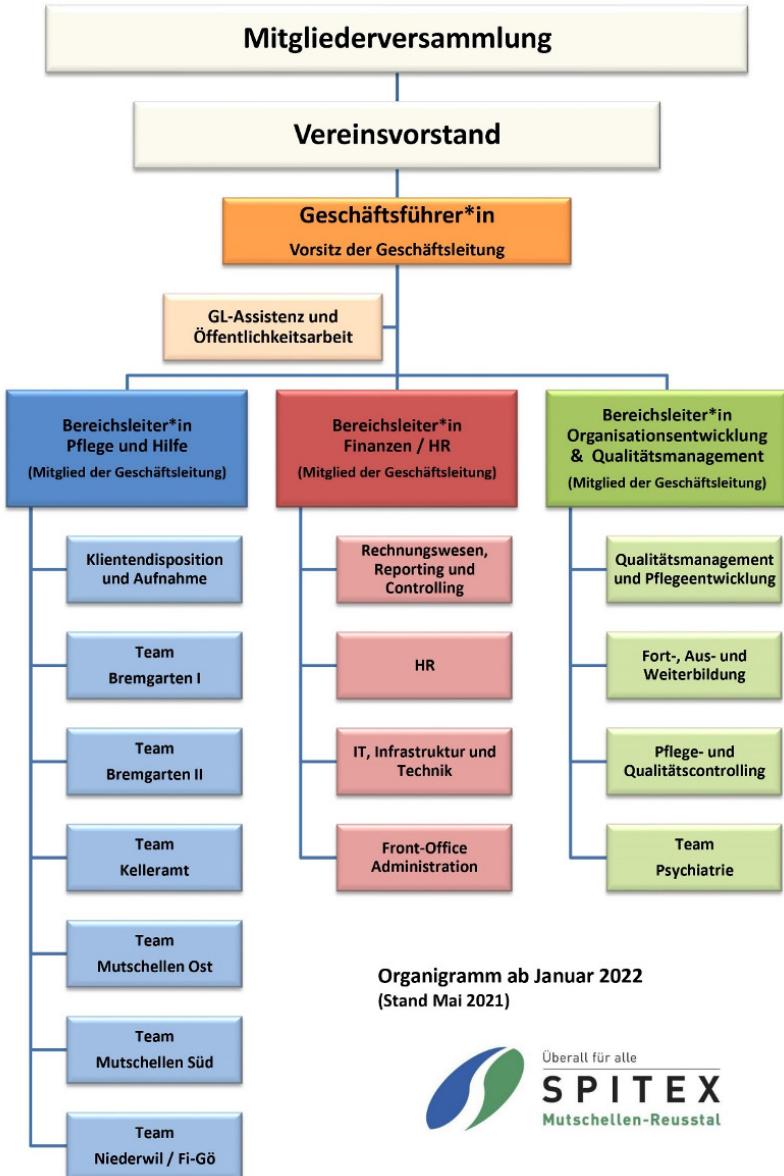 Mitgliederversammlung
Vereinsvorstand
Geschäftsführer*in
Vorsitz der Geschäftsleitung
GL-Assistenz und
Öffentlichkeitsarbeit
Bereichsleiter*in
Pflege und Hilfe
(Mitglied der Geschäftsleitung)
Klientendisposition
und Aufnahme
Team
Bremgarten I
Team
Bremgarten II
Team
Kelleramt
Team
Mutschellen Ost
Team
Mutschellen Süd
Team
Niederwil / Fi-Gö
Bereichsleiter*in
Finanzen / HR
(Mitglied der Geschäftsleitung)
Rechnungswesen,
Reporting und
Controlling
HR
IT, Infrastruktur und
Technik
Front-Office
Administration
Bereichsleiter*in
Organisationsentwicklung
& Qualitätsmanagement
(Mitglied der Geschäftsleitung)
Qualitätsmanagement
und Pflegeentwicklung
Fort-, Aus- und
Weiterbildung
Pflege- und
Qualitätscontrolling
Team
Psychiatrie
Organigramm ab Januar 2022
(Stand Mai 2021)
Überall für alle
SPITEX
Mutschellen-Reusstal